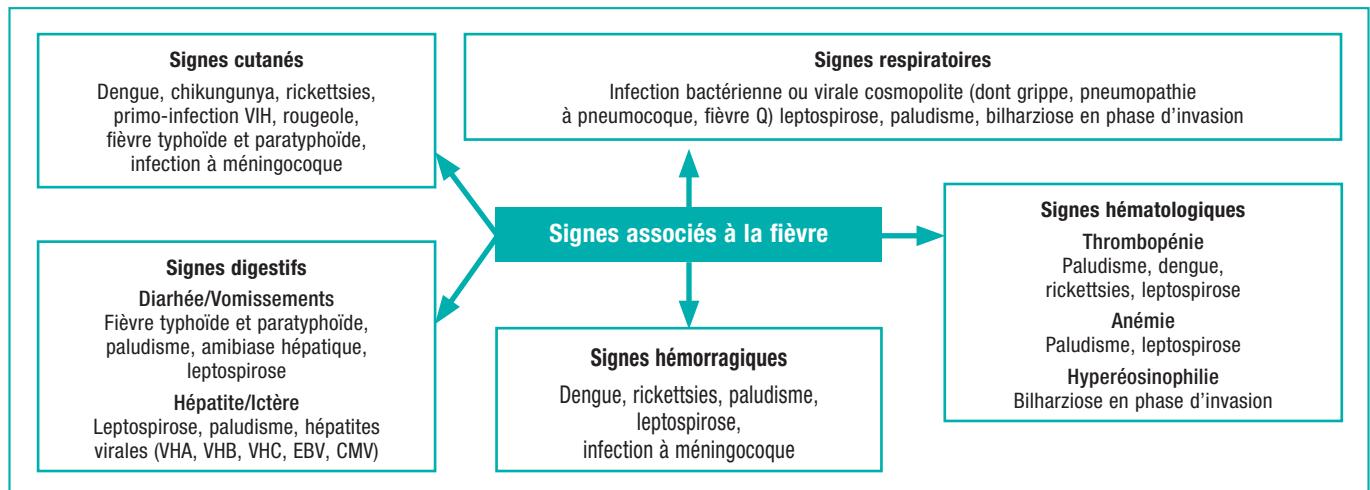 Signes cutanés
Dengue, chikungunya, rickettsies,
primo-infection VIH, rougeole,
fièvre typhoïde et paratyphoïde,
infection à méningocoque
Signes respiratoires
Infection bactérienne ou virale cosmopolite (dont grippe, pneumopathie
à pneumocoque, fièvre Q) leptospirose, paludisme, bilharziose en phase d’invasion
Signes associés à la fièvre
Signes digestifs
Diarhée/Vomissements
Fièvre typhoïde et paratyphoïde,
paludisme, amibiase hépatique,
leptospirose
Hépatite/Ictère
Leptospirose, paludisme, hépatites
virales (VHA, VHB, VHC, EBV, CMV)
Signes hémorragiques
Dengue, rickettsies, paludisme,
leptospirose,
infection à méningocoque
Signes hématologiques
Thrombopénie
Paludisme, dengue,
rickettsies, leptospirose
Anémie
Paludisme, leptospirose
Hyperéosinophilie
Bilharziose en phase d’invasion